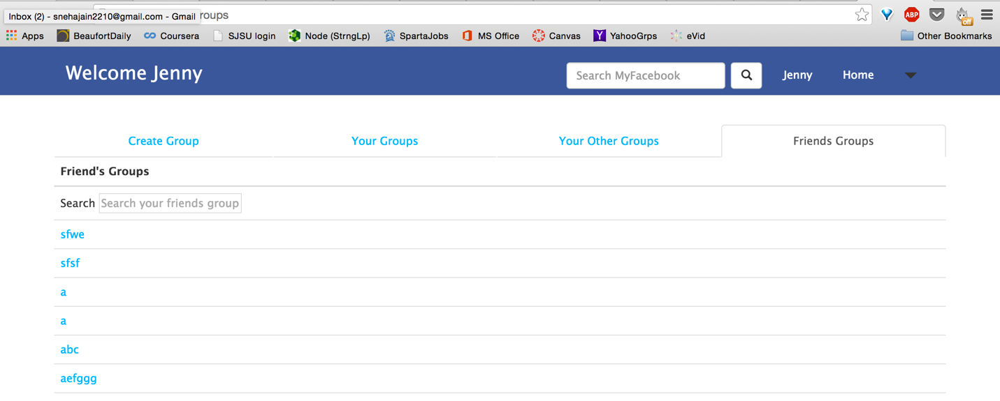 Inbox (2) - snehajain2210@gmail.com - Gmail roups
ABP
off
Apps BeaufortDaily Coursera SJSU login Node (StrngLp) SpartaJobs MS Office Canvas Y YahooGrps eVid Other Bookmarks
Welcome Jenny Search MyFacebook Jenny Home
Create Group Your Groups Your Other Groups Friends Groups
Friend's Groups
Search Search your friends group
sfwe
sfsf
a
a
abc
aefggg